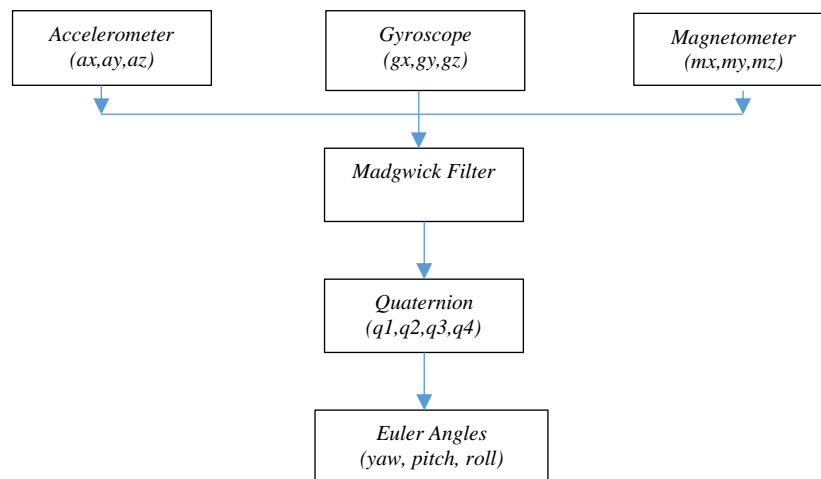 Accelerometer
(ax,ay,az)
Gyroscope
(gx,gy,gz)
Magnetometer
(mx,my,mz)
Madgwick Filter
Quaternion
(q1,q2,q3,q4)
Euler Angles
(yaw, pitch, roll)